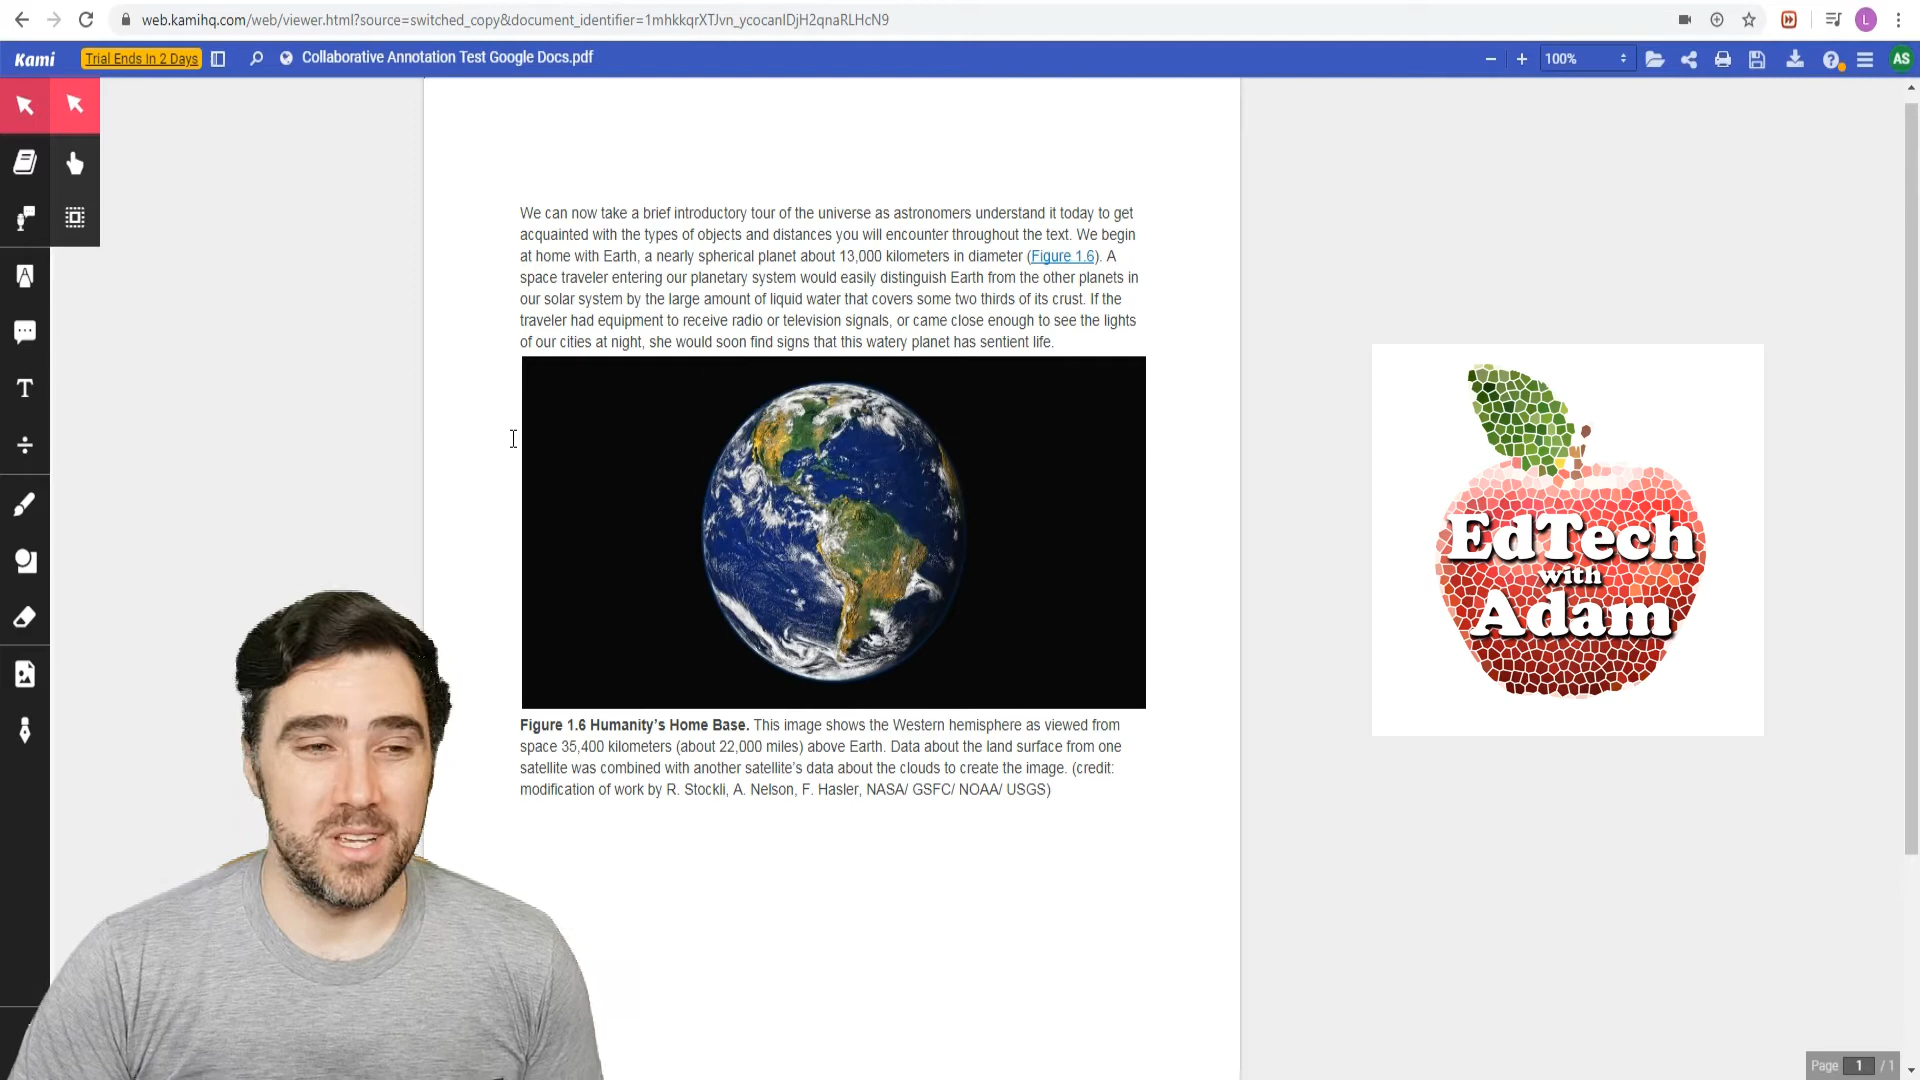 web.kamihq.com/web/viewer.html?source=switched_copy&document_identifier=1mhkkqrXTJvn_ycocanIDjH2qnaRLHcN9
L
Kami
Trial Ends In 2 Days
Collaborative Annotation Test Google Docs.pdf
100%
AS
We can now take a brief introductory tour of the universe as astronomers understand it today to get
acquainted with the types of objects and distances you will encounter throughout the text. We begin
at home with Earth, a nearly spherical planet about 13,000 kilometers in diameter (Figure 1.6). A
space traveler entering our planetary system would easily distinguish Earth from the other planets in
our solar system by the large amount of liquid water that covers some two thirds of its crust. If the
traveler had equipment to receive radio or television signals, or came close enough to see the lights
of our cities at night, she would soon find signs that this watery planet has sentient life.
EdTech
with
Adam
Figure 1.6 Humanity's Home Base. This image shows the Western hemisphere as viewed from
space 35,400 kilometers (about 22,000 miles) above Earth. Data about the land surface from one
satellite was combined with another satellite's data about the clouds to create the image. (credit:
modification of work by R. Stockli, A. Nelson, F. Hasler, NASA/ GSFC/ NOAA/ USGS)
Page 1 / 1